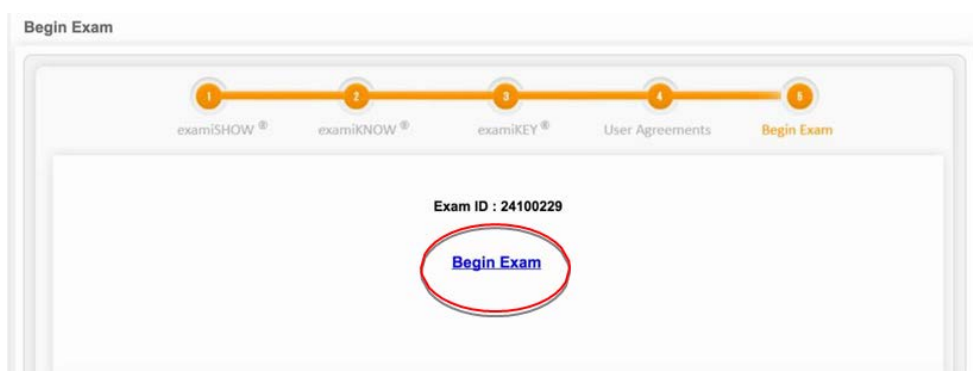 Begin Exam
1 2 3 4 5
examiSHOW ® examiKNOW ® examiKEY ® User Agreements Begin Exam
Exam ID : 24100229
Begin Exam